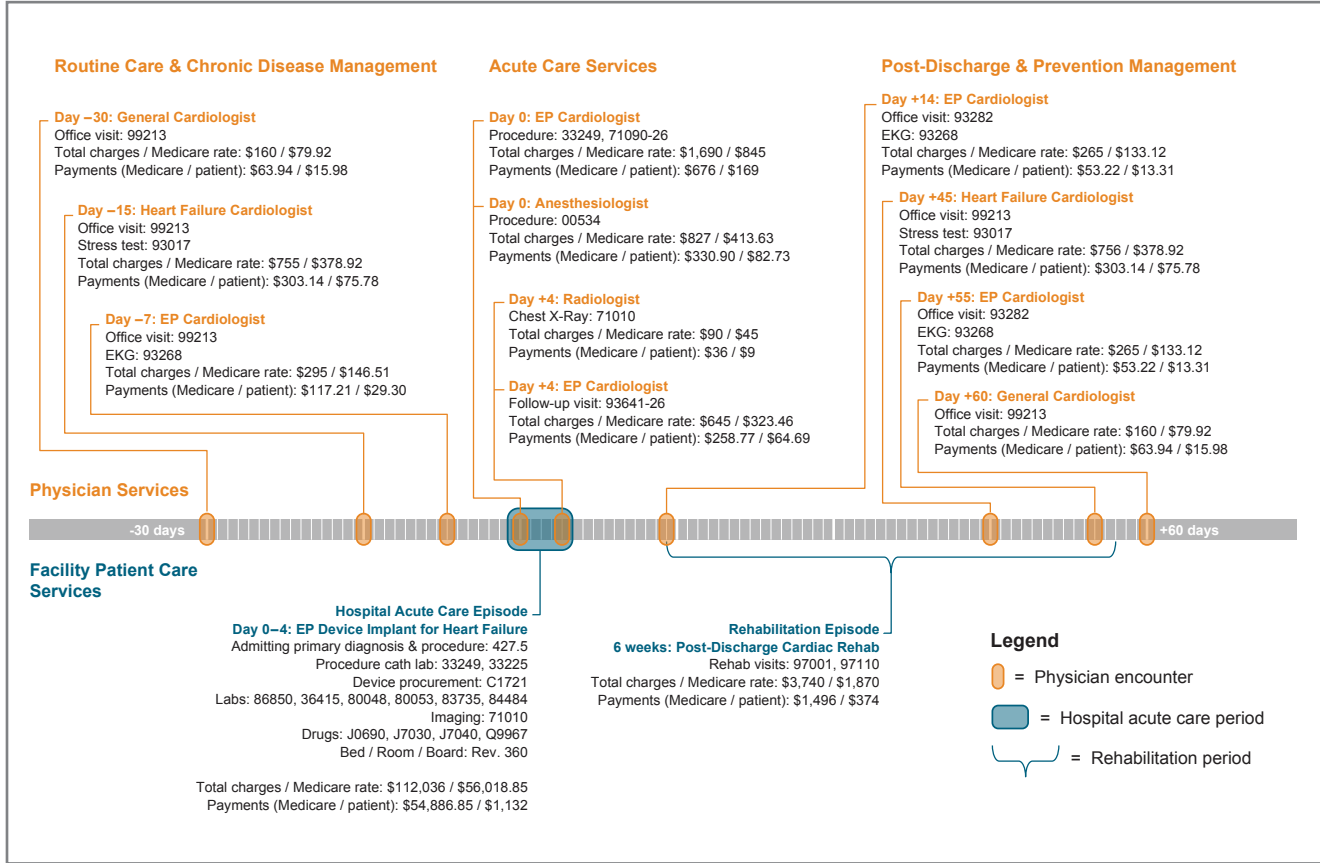 Routine Care & Chronic Disease Management
Day –30: General Cardiologist
Office visit: 99213
Total charges / Medicare rate: $160 / $79.92
Payments (Medicare / patient): $63.94 / $15.98
Day –15: Heart Failure Cardiologist
Office visit: 99213
Stress test: 93017
Total charges / Medicare rate: $755 / $378.92
Payments (Medicare / patient): $303.14 / $75.78
Day –7: EP Cardiologist
Office visit: 99213
EKG: 93268
Total charges / Medicare rate: $295 / $146.51
Payments (Medicare / patient): $117.21 / $29.30
Acute Care Services
Day 0: EP Cardiologist
Procedure: 33249, 71090-26
Total charges / Medicare rate: $1,690 / $845
Payments (Medicare / patient): $676 / $169
Day 0: Anesthesiologist
Procedure: 00534
Total charges / Medicare rate: $827 / $413.63
Payments (Medicare / patient): $330.90 / $82.73
Day +4: Radiologist
Chest X-Ray: 71010
Total charges / Medicare rate: $90 / $45
Payments (Medicare / patient): $36 / $9
Day +4: EP Cardiologist
Follow-up visit: 93641-26
Total charges / Medicare rate: $645 / $323.46
Payments (Medicare / patient): $258.77 / $64.69
Post-Discharge & Prevention Management
Day +14: EP Cardiologist
Office visit: 93282
EKG: 93268
Total charges / Medicare rate: $265 / $133.12
Payments (Medicare / patient): $53.22 / $13.31
Day +45: Heart Failure Cardiologist
Office visit: 99213
Stress test: 93017
Total charges / Medicare rate: $756 / $378.92
Payments (Medicare / patient): $303.14 / $75.78
Day +55: EP Cardiologist
Office visit: 93282
EKG: 93268
Total charges / Medicare rate: $265 / $133.12
Payments (Medicare / patient): $53.22 / $13.31
Day +60: General Cardiologist
Office visit: 99213
Total charges / Medicare rate: $160 / $79.92
Payments (Medicare / patient): $63.94 / $15.98
Physician Services
-30 days
+60 days
Facility Patient Care
Services
Hospital Acute Care Episode
Day 0–4: EP Device Implant for Heart Failure
Admitting primary diagnosis & procedure: 427.5
Procedure cath lab: 33249, 33225
Device procurement: C1721
Labs: 86850, 36415, 80048, 80053, 83735, 84484
Imaging: 71010
Drugs: J0690, J7030, J7040, Q9967
Bed / Room / Board: Rev. 360
Total charges / Medicare rate: $112,036 / $56,018.85
Payments (Medicare / patient): $54,886.85 / $1,132
Rehabilitation Episode
6 weeks: Post-Discharge Cardiac Rehab
Rehab visits: 97001, 97110
Total charges / Medicare rate: $3,740 / $1,870
Payments (Medicare / patient): $1,496 / $374
Legend
= Physician encounter
= Hospital acute care period
= Rehabilitation period